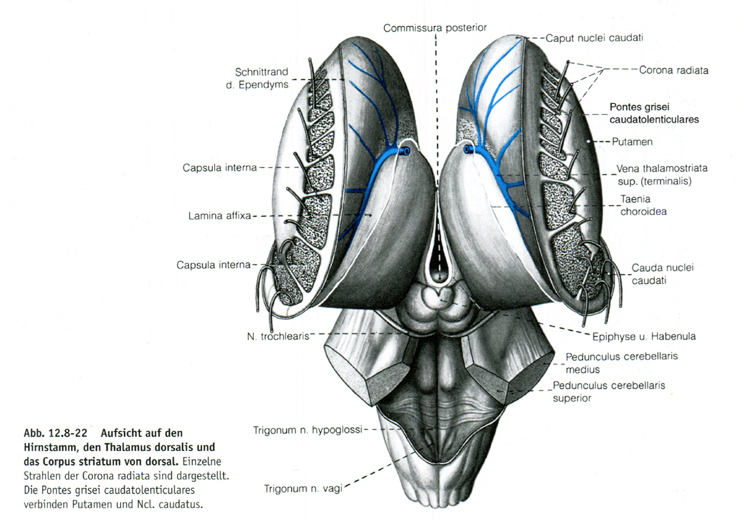 Commissura posterior
Caput nuclei caudati
Schnittrand
d. Ependyms
Corona radiata
Pontes grisei
caudatolenticulares
Putamen
Capsula interna
Vena thalamostriata
sup. (terminalis)
Lamina affixa
Taenia
choroidea
Capsula interna
Cauda nuclei
caudati
N. trochlearis
Epiphyse u. Habenula
Pedunculus cerebellaris
medius
Pedunculus cerebellaris
superior
Trigonum n. hypoglossi
Trigonum n. vagi
Abb. 12.8-22 Aufsicht auf den
Hirnstamm, den Thalamus dorsalis und
das Corpus striatum von dorsal. Einzelne
Strahlen der Corona radiata sind dargestellt.
Die Pontes grisei caudatolenticulares
verbinden Putamen und Ncl. caudatus.